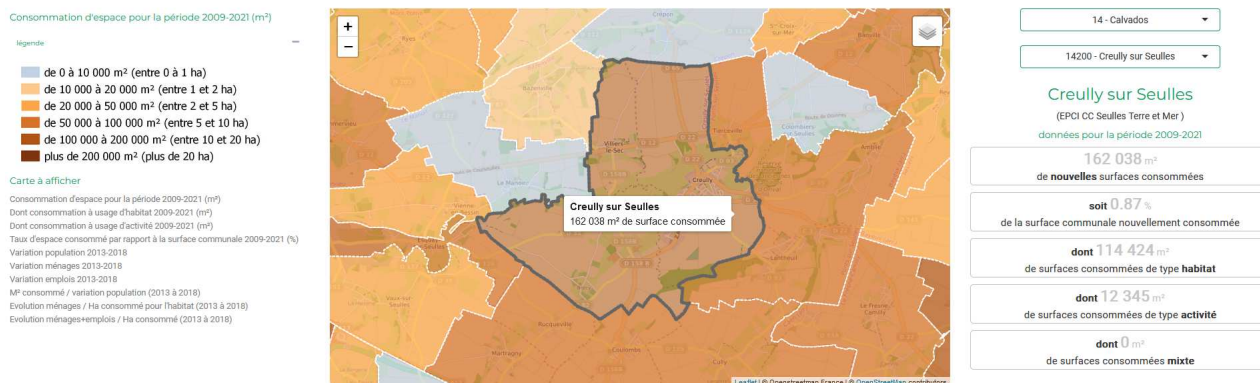 Consommation d'espace pour la période 2009-2021 (m²)
légende
de 0 à 10 000 m² (entre 0 à 1 ha)
de 10 000 à 20 000 m² (entre 1 et 2 ha)
de 20 000 à 50 000 m² (entre 2 et 5 ha)
de 50 000 à 100 000 m² (entre 5 et 10 ha)
de 100 000 à 200 000 m² (entre 10 et 20 ha)
plus de 200 000 m² (plus de 20 ha)
Carte à afficher
Consommation d'espace pour la période 2009-2021 (m²)
Dont consommation à usage d'habitat 2009-2021 (m²)
Dont consommation à usage d'activité 2009-2021 (m²)
Taux d'espace consommé par rapport à la surface communale 2009-2021 (%)
Variation population 2013-2018
Variation ménages 2013-2018
Variation emplois 2013-2018
M² consommé / variation population (2013 à 2018)
Evolution ménages / Ha consommé pour l'habitat (2013 à 2018)
Evolution ménages+emplois / Ha consommé (2013 à 2018)
+
−
Crépon
Villiers
le-Sec
Creully
Creully sur Seulles
162 038 m² de surface consommée
Lantheuil
Rucqueville
Martragny
Coulombs
Leaflet | © Openstreetmap France | © OpenStreetMap contributors
14 - Calvados
14200 - Creully sur Seulles
Creully sur Seulles
(EPCI CC Seulles Terre et Mer )
données pour la période 2009-2021
162 038 m²
de nouvelles surfaces consommées
soit 0.87 %
de la surface communale nouvellement consommée
dont 114 424 m²
de surfaces consommées de type habitat
dont 12 345 m²
de surfaces consommées de type activité
dont 0 m²
de surfaces consommées mixte